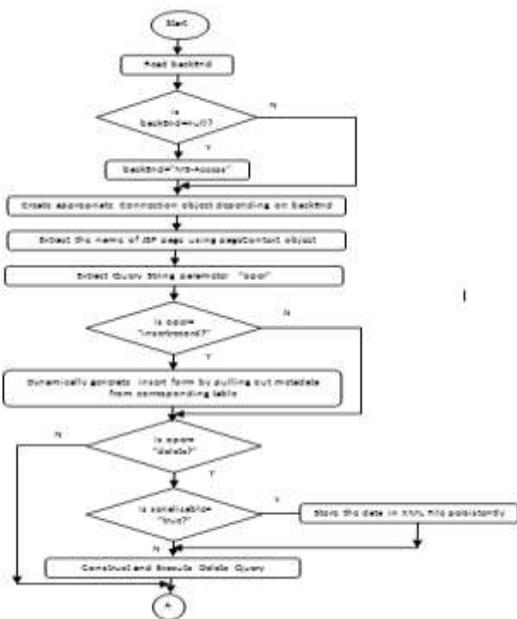 Start
Read backEnd
Is
backEnd=null?
N
Y
backEnd="MS-Access"
Create appropriate Connection object depending on backEnd
Extract the name of JSP page using pageContext object
Extract Query String parameter "oper"
Is oper=
"insertrecord?"
N
Y
Dynamically generate insert form by pulling out metadata
from corresponding table
Is oper=
"delete?"
N
Y
Is serialisable=
"true?"
Y
Store the data in XML File persistently
N
Construct and Execute Delete Query
A